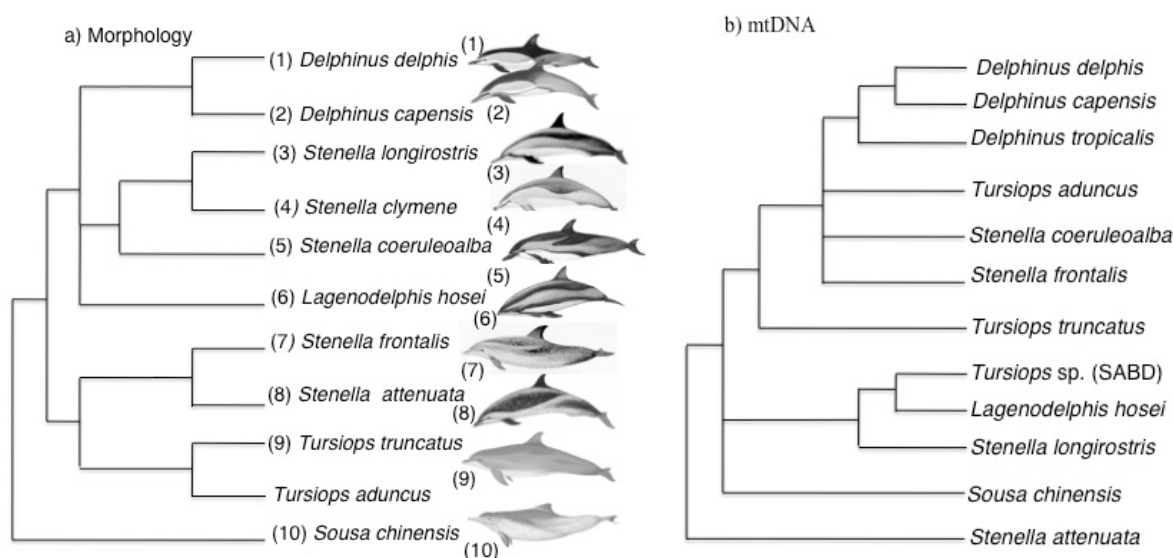 a) Morphology
(1) Delphinus delphis
(2) Delphinus capensis
(3) Stenella longirostris
(4) Stenella clymene
(5) Stenella coeruleoalba
(6) Lagenodelphis hosei
(7) Stenella frontalis
(8) Stenella attenuata
(9) Tursiops truncatus
Tursiops aduncus
(10) Sousa chinensis
(1)
(2)
(3)
(4)
(5)
(6)
(7)
(8)
(9)
(10)
b) mtDNA
Delphinus delphis
Delphinus capensis
Delphinus tropicalis
Tursiops aduncus
Stenella coeruleoalba
Stenella frontalis
Tursiops truncatus
Tursiops sp. (SABD)
Lagenodelphis hosei
Stenella longirostris
Sousa chinensis
Stenella attenuata